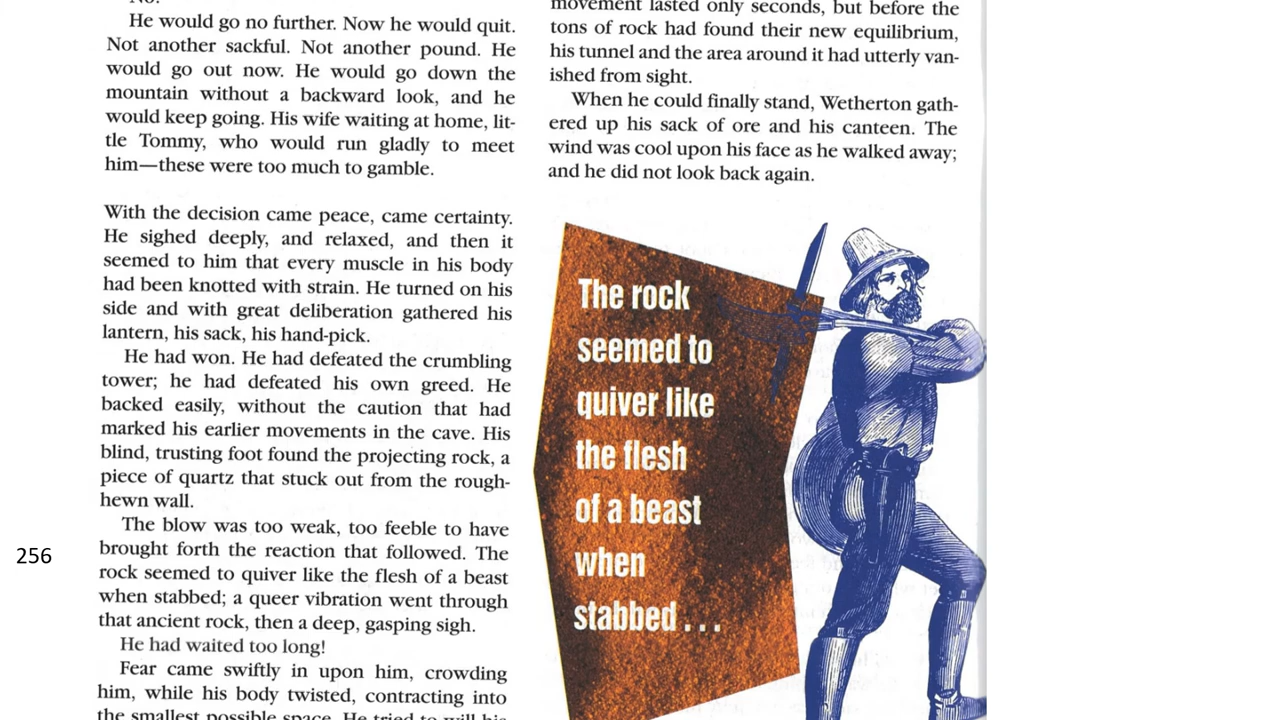 No.
He would go no further. Now he would quit.
Not another sackful. Not another pound. He
would go out now. He would go down the
mountain without a backward look, and he
would keep going. His wife waiting at home, lit-
tle Tommy, who would run gladly to meet
him—these were too much to gamble.
With the decision came peace, came certainty.
He sighed deeply, and relaxed, and then it
seemed to him that every muscle in his body
had been knotted with strain. He turned on his
side and with great deliberation gathered his
lantern, his sack, his hand-pick.
He had won. He had defeated the crumbling
tower; he had defeated his own greed. He
backed easily, without the caution that had
marked his earlier movements in the cave. His
blind, trusting foot found the projecting rock, a
piece of quartz that stuck out from the rough-
hewn wall.
The blow was too weak, too feeble to have
brought forth the reaction that followed. The
rock seemed to quiver like the flesh of a beast
when stabbed; a queer vibration went through
that ancient rock, then a deep, gasping sigh.
He had waited too long!
Fear came swiftly in upon him, crowding
him, while his body twisted, contracting into
the smallest possible space. He tried to will his
movement lasted only seconds, but before the
tons of rock had found their new equilibrium,
his tunnel and the area around it had utterly van-
ished from sight.
When he could finally stand, Wetherton gath-
ered up his sack of ore and his canteen. The
wind was cool upon his face as he walked away;
and he did not look back again.
The rock
seemed to
quiver like
the flesh
of a beast
when
stabbed . . .
256